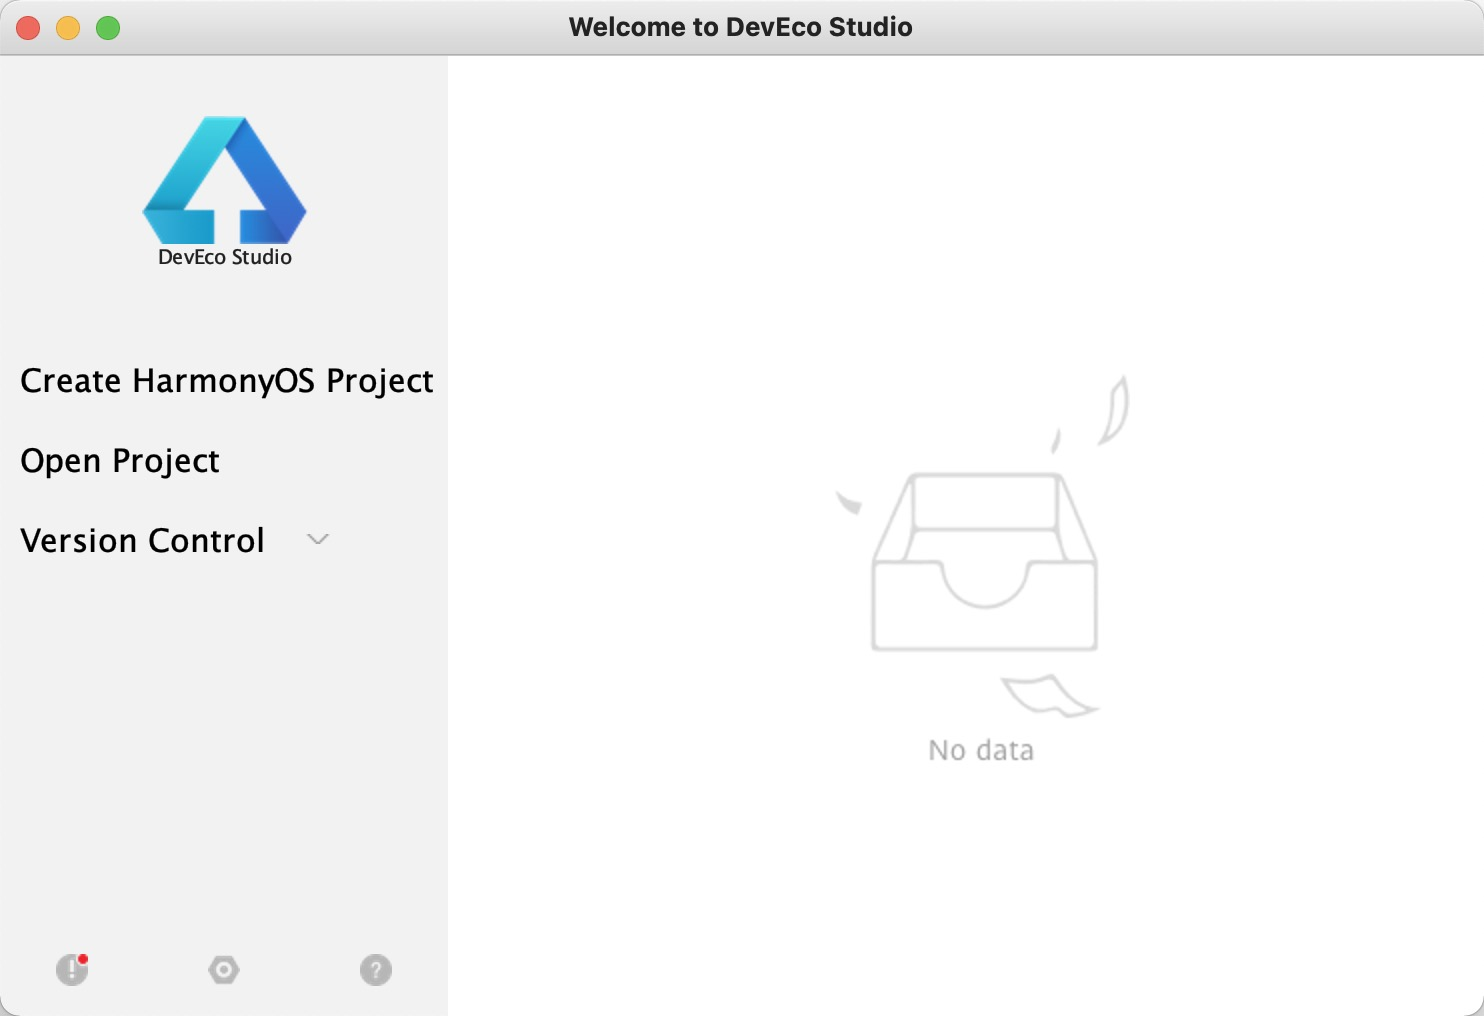 Welcome to DevEco Studio
DevEco Studio
Create HarmonyOS Project
Open Project
Version Control
No data